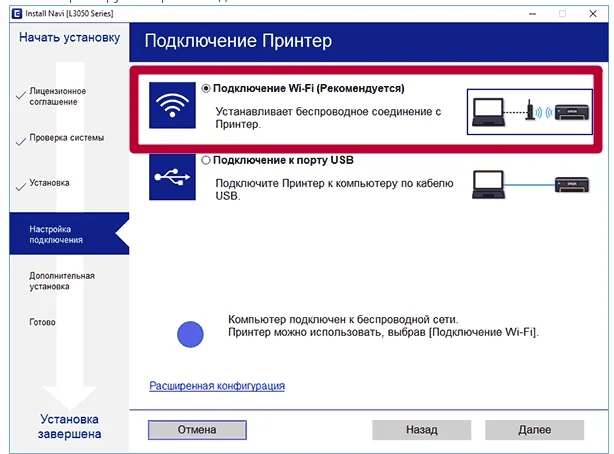 E Install Navi [L3050 Series]
Начать установку
Подключение Принтер
Лицензионное
соглашение
Проверка системы
Установка
Настройка
подключения
Дополнительная
установка
Готово
Установка
завершена
Подключение Wi-Fi (Рекомендуется)
Устанавливает беспроводное соединение с
Принтер.
Подключение к порту USB
Подключите Принтер к компьютеру по кабелю
USB.
Компьютер подключен к беспроводной сети.
Принтер можно использовать, выбрав [Подключение Wi-Fi].
Расширенная конфигурация
Отмена
Назад
Далее